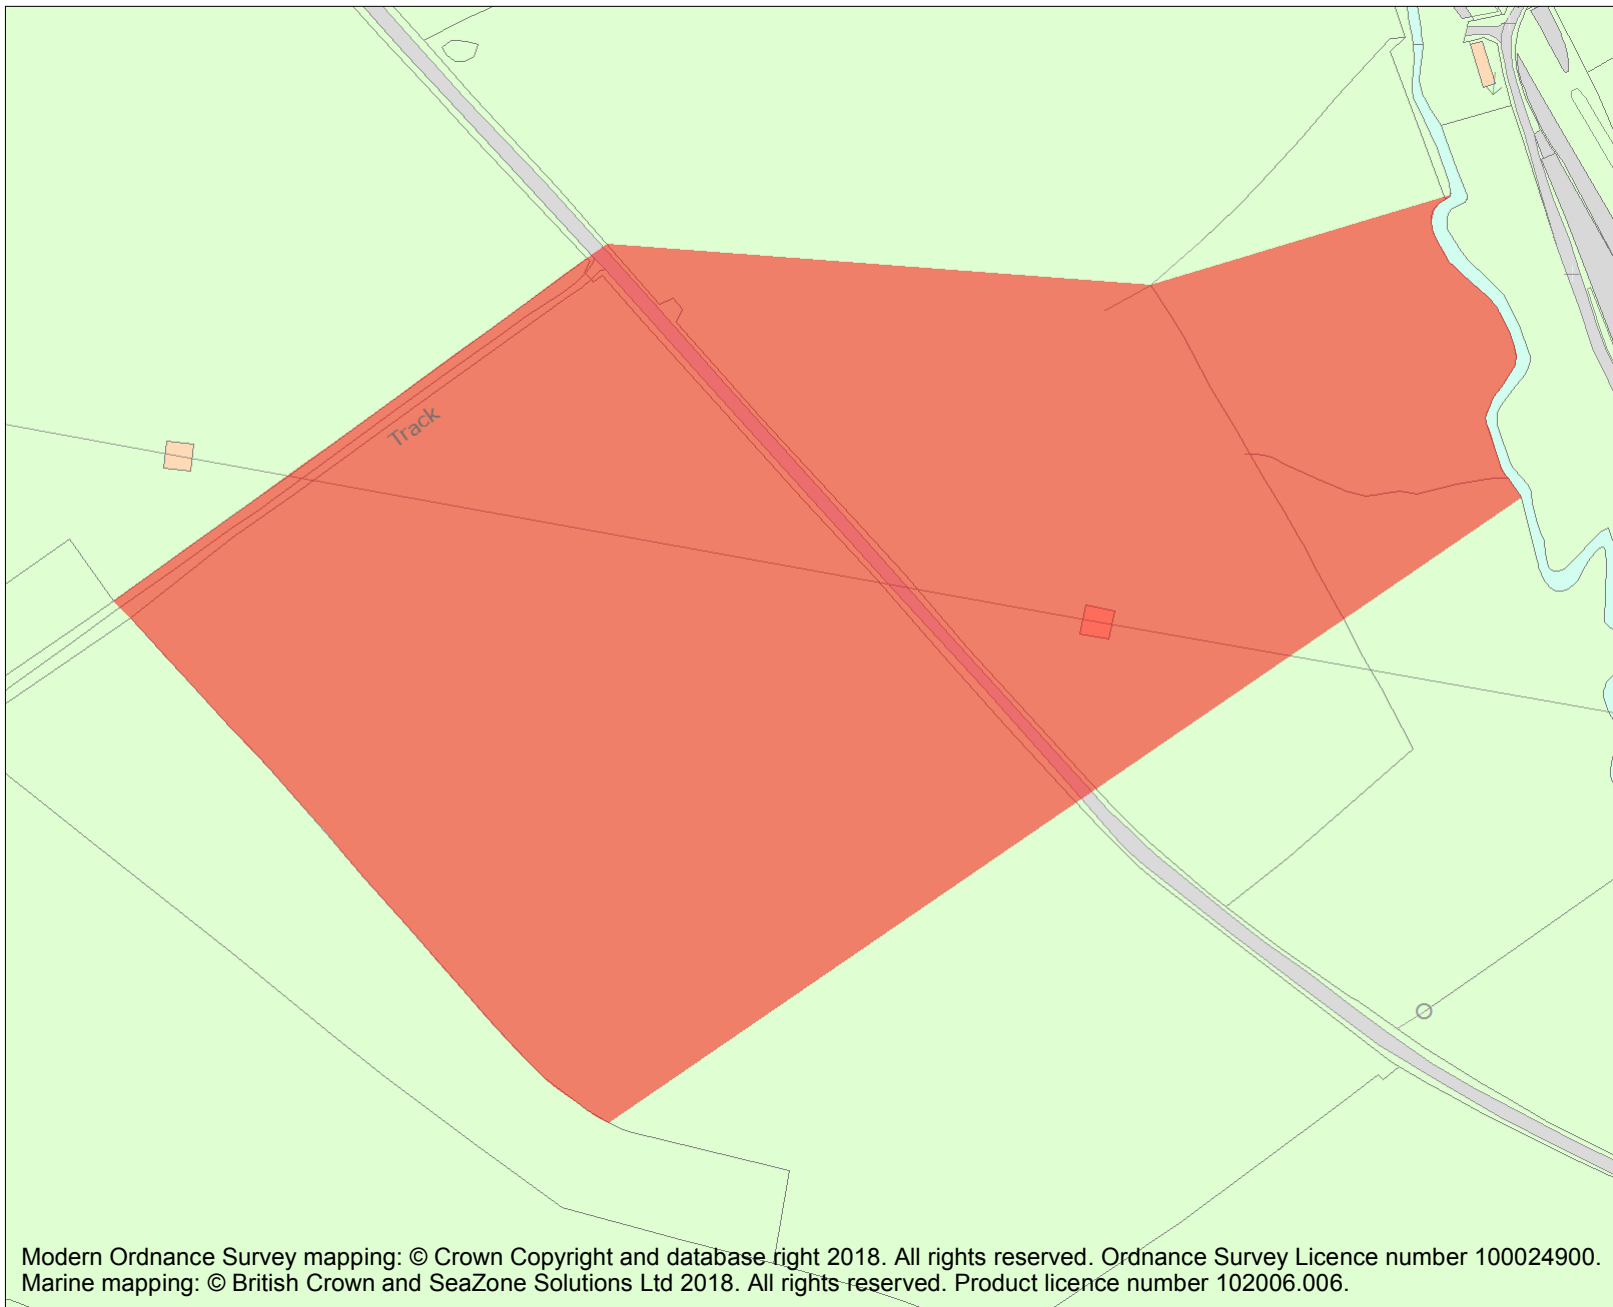 Track
Modern Ordnance Survey mapping: © Crown Copyright and database right 2018. All rights reserved. Ordnance Survey Licence number 100024900.
Marine mapping: © British Crown and SeaZone Solutions Ltd 2018. All rights reserved. Product licence number 102006.006.